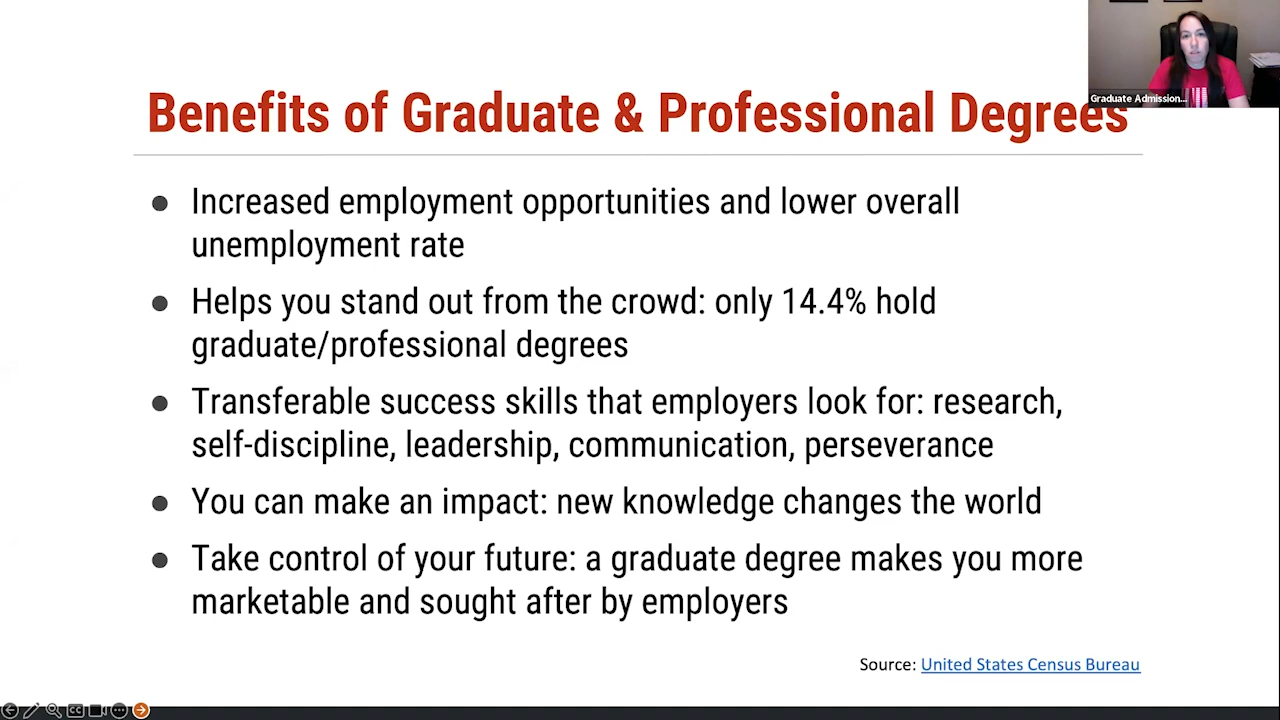 Graduate Admission...
Benefits of Graduate & Professional Degrees
● Increased employment opportunities and lower overall
unemployment rate
● Helps you stand out from the crowd: only 14.4% hold
graduate/professional degrees
● Transferable success skills that employers look for: research,
self-discipline, leadership, communication, perseverance
● You can make an impact: new knowledge changes the world
● Take control of your future: a graduate degree makes you more
marketable and sought after by employers
Source: United States Census Bureau
CC